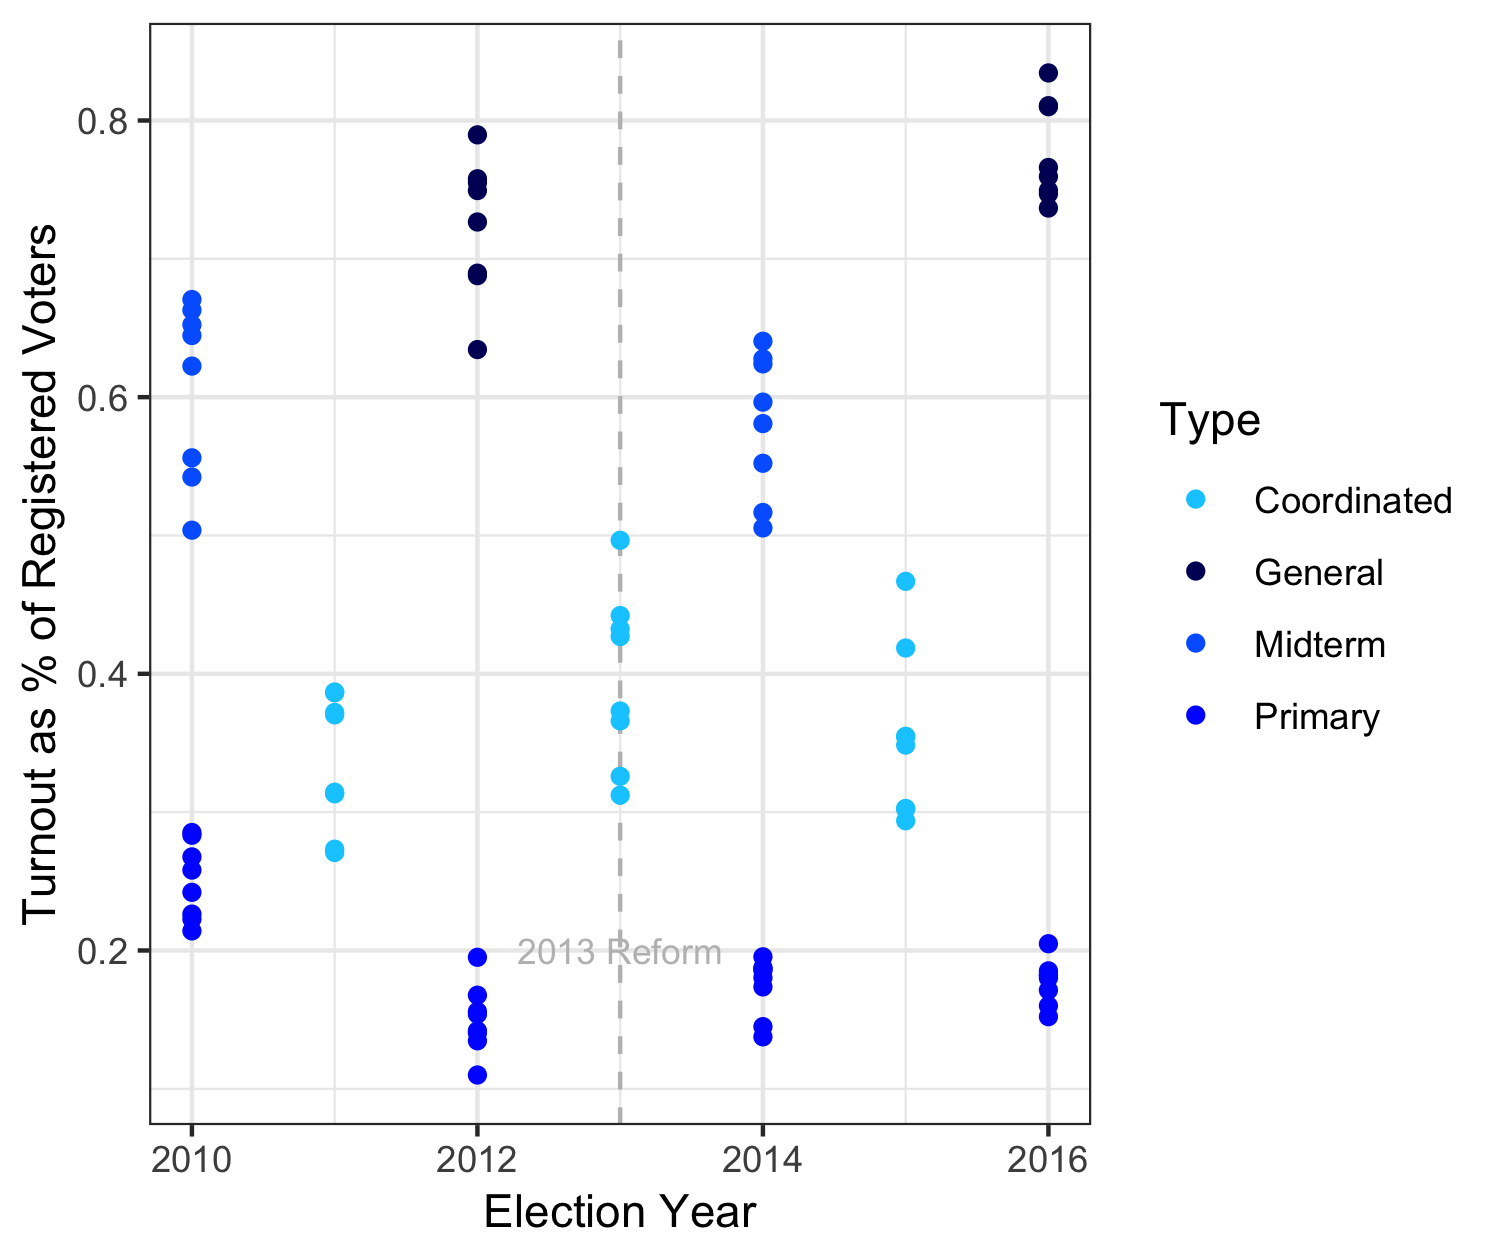 Turnout as % of Registered Voters
0.8
0.6
0.4
0.2
2013 Reform
2010
2012
2014
2016
Election Year
Type
Coordinated
General
Midterm
Primary